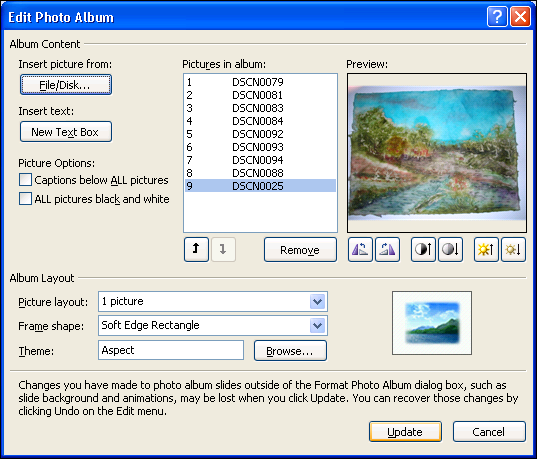 Edit Photo Album
Album Content
Insert picture from:
File/Disk...
Insert text:
New Text Box
Picture Options:
Captions below ALL pictures
ALL pictures black and white
Pictures in album:
1 DSCN0079
2 DSCN0081
3 DSCN0083
4 DSCN0084
5 DSCN0092
6 DSCN0093
7 DSCN0094
8 DSCN0088
9 DSCN0025
Remove
Preview:
Album Layout
Picture layout: 1 picture
Frame shape: Soft Edge Rectangle
Theme: Aspect Browse...
Changes you have made to photo album slides outside of the Format Photo Album dialog box, such as
slide background and animations, may be lost when you click Update. You can recover those changes by
clicking Undo on the Edit menu.
Update Cancel